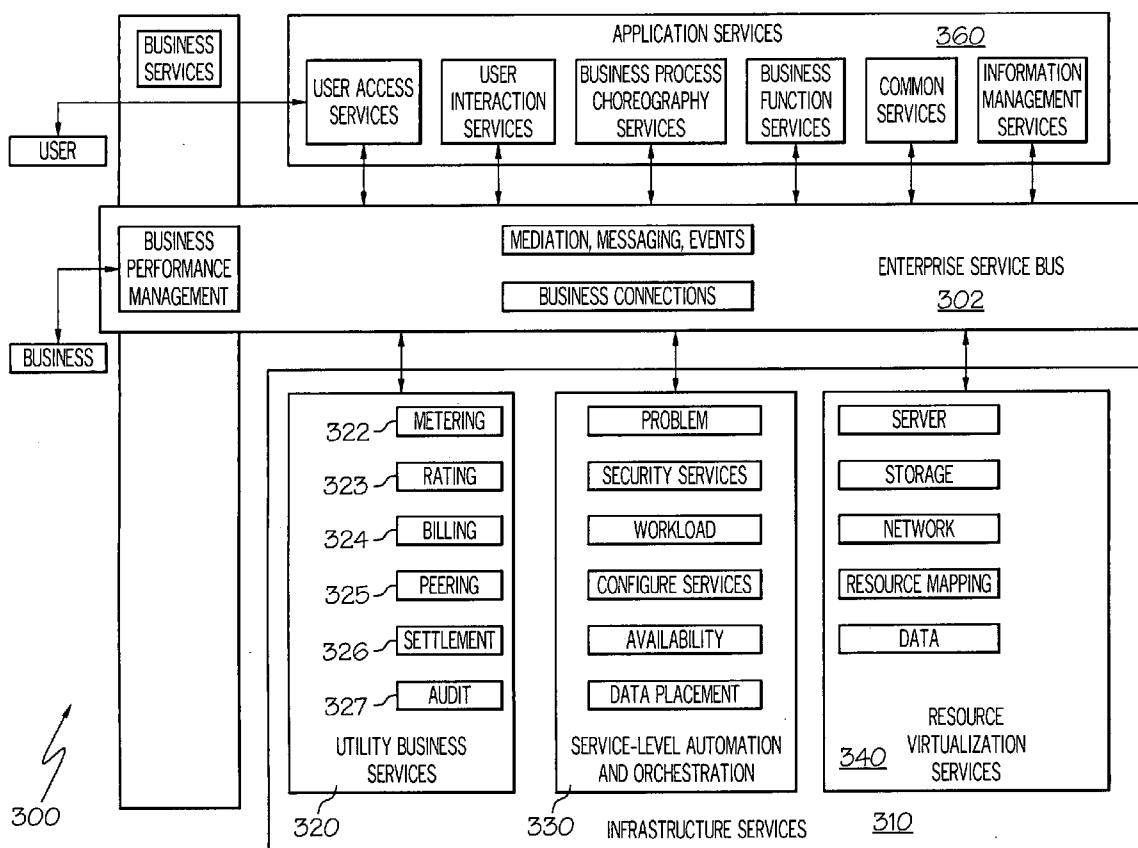 BUSINESS
SERVICES
APPLICATION SERVICES
360
USER ACCESS
SERVICES
USER
INTERACTION
SERVICES
BUSINESS PROCESS
CHOREOGRAPHY
SERVICES
BUSINESS
FUNCTION
SERVICES
COMMON
SERVICES
INFORMATION
MANAGEMENT
SERVICES
USER
BUSINESS
PERFORMANCE
MANAGEMENT
MEDIATION, MESSAGING, EVENTS
BUSINESS CONNECTIONS
ENTERPRISE SERVICE BUS
302
BUSINESS
322
METERING
323
RATING
324
BILLING
325
PEERING
326
SETTLEMENT
327
AUDIT
UTILITY BUSINESS
SERVICES
320
PROBLEM
SECURITY SERVICES
WORKLOAD
CONFIGURE SERVICES
AVAILABILITY
DATA PLACEMENT
SERVICE-LEVEL AUTOMATION
AND ORCHESTRATION
330
SERVER
STORAGE
NETWORK
RESOURCE MAPPING
DATA
RESOURCE
VIRTUALIZATION
SERVICES
340
INFRASTRUCTURE SERVICES
310
300